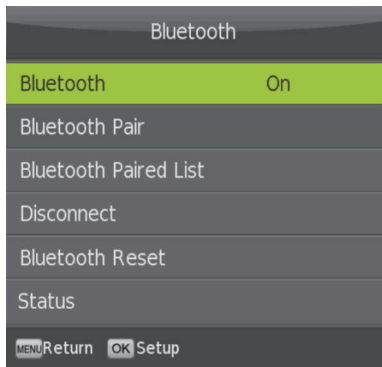 Bluetooth
Bluetooth On
Bluetooth Pair
Bluetooth Paired List
Disconnect
Bluetooth Reset
Status
MENU Return OK Setup